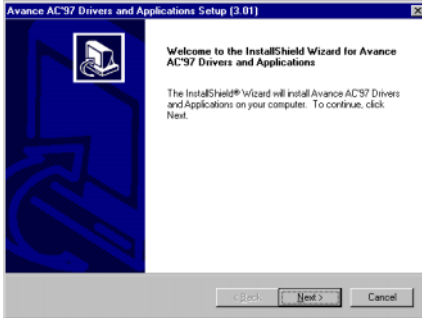 Avance AC'97 Drivers and Applications Setup (3.01)
Welcome to the InstallShield Wizard for Avance
AC'97 Drivers and Applications
The InstallShield® Wizard will install Avance AC'97 Drivers
and Applications on your computer. To continue, click
Next.
< Back Next > Cancel